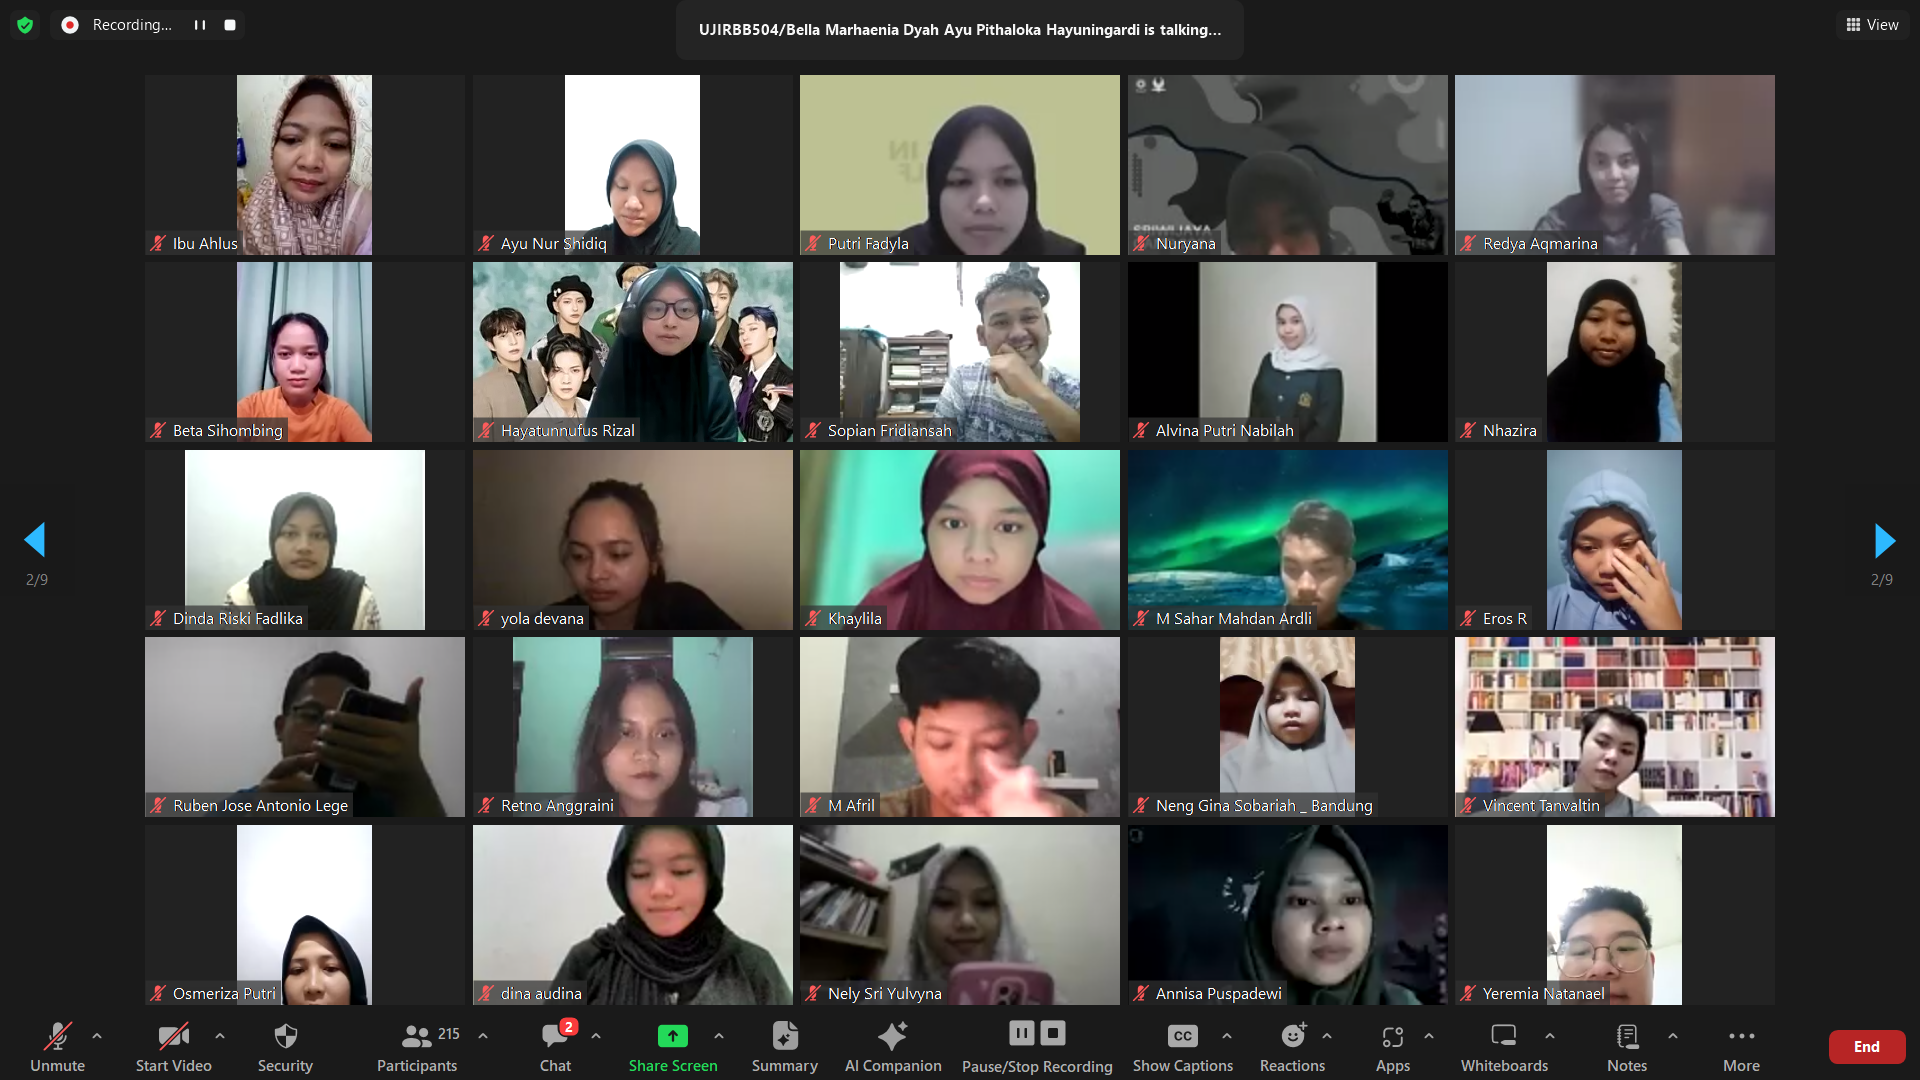 Recording...
UJIRBB504/Bella Marhaenia Dyah Ayu Pithaloka Hayuningardi is talking...
View
Ibu Ahlus
Ayu Nur Shidiq
Putri Fadyla
SRIWIJAYA
Nuryana
Redya Aqmarina
Beta Sihombing
Hayatunnufus Rizal
Sopian Fridiansah
Alvina Putri Nabilah
Nhazira
2/9
2/9
Dinda Riski Fadlika
yola devana
Khaylila
M Sahar Mahdan Ardli
Eros R
Ruben Jose Antonio Lege
Retno Anggraini
M Afril
Neng Gina Sobariah _ Bandung
Vincent Tanvaltin
Osmeriza Putri
dina audina
Nely Sri Yulvyna
Annisa Puspadewi
Yeremia Natanael
Unmute
Start Video
Security
Participants
215
Chat
2
Share Screen
Summary
AI Companion
Pause/Stop Recording
CC
Show Captions
Reactions
Apps
Whiteboards
Notes
More
End